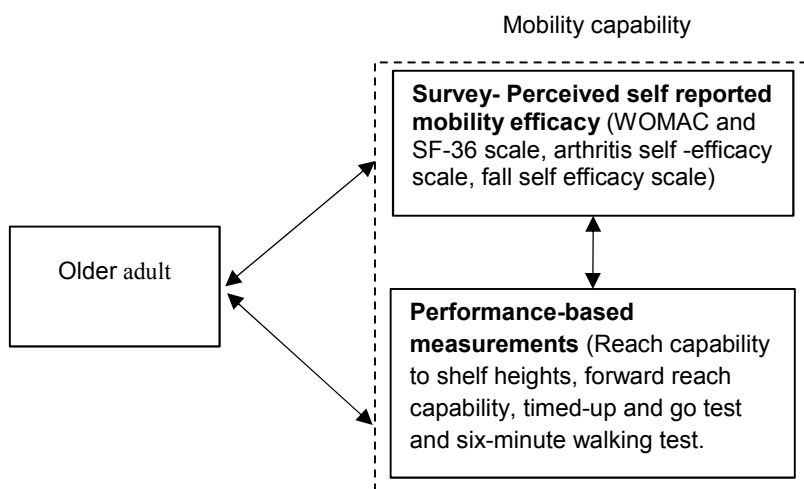 Mobility capability
Survey- Perceived self reported
mobility efficacy (WOMAC and
SF-36 scale, arthritis self -efficacy
scale, fall self efficacy scale)
Older adult
Performance-based
measurements (Reach capability
to shelf heights, forward reach
capability, timed-up and go test
and six-minute walking test.